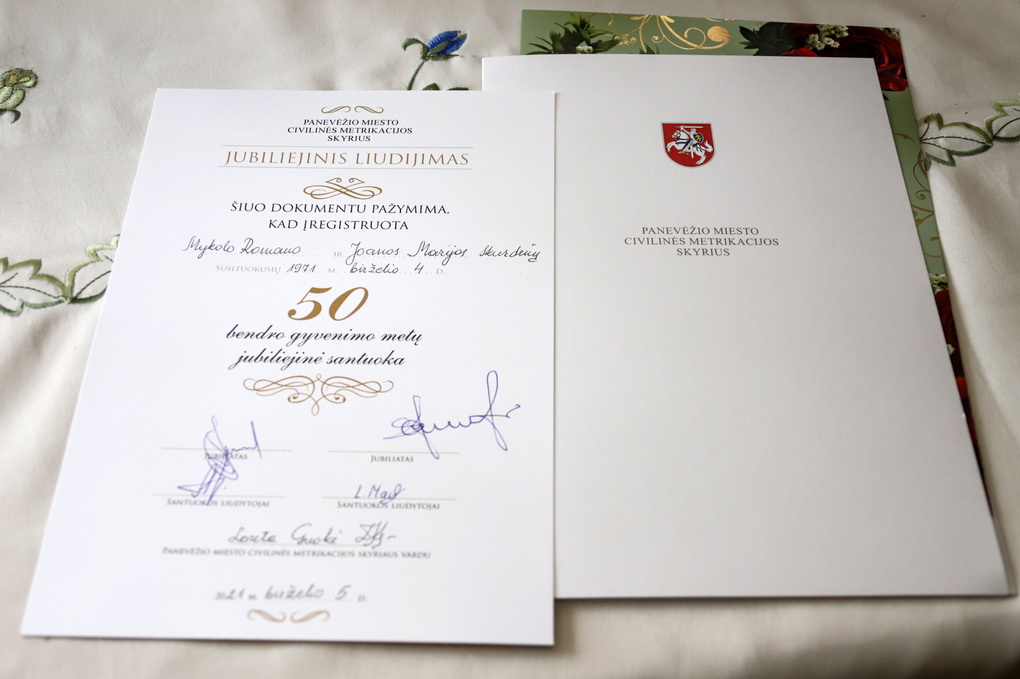 PANEVĖŽIO MIESTO
CIVILINĖS METRIKACIJOS
SKYRIUS
JUBILIEJINIS LIUDIJIMAS
ŠIUO DOKUMENTU PAŽYMIMA,
KAD ĮREGISTRUOTA
Mykolo Romano IR Joanos Marijos
SUSITUOKUSIŲ 1971 M. birželio 4 D.
50
bendro gyvenimo metų
jubiliejinė santuoka
JUBILIATAS JUBILIATAS
SANTUOKOS LIUDYTOJAI SANTUOKOS LIUDYTOJAI
Loreta
PANEVĖŽIO MIESTO CIVILINĖS METRIKACIJOS SKYRIAUS VARDU
2021 M. birželio 5 D.
PANEVĖŽIO MIESTO
CIVILINĖS METRIKACIJOS
SKYRIUS